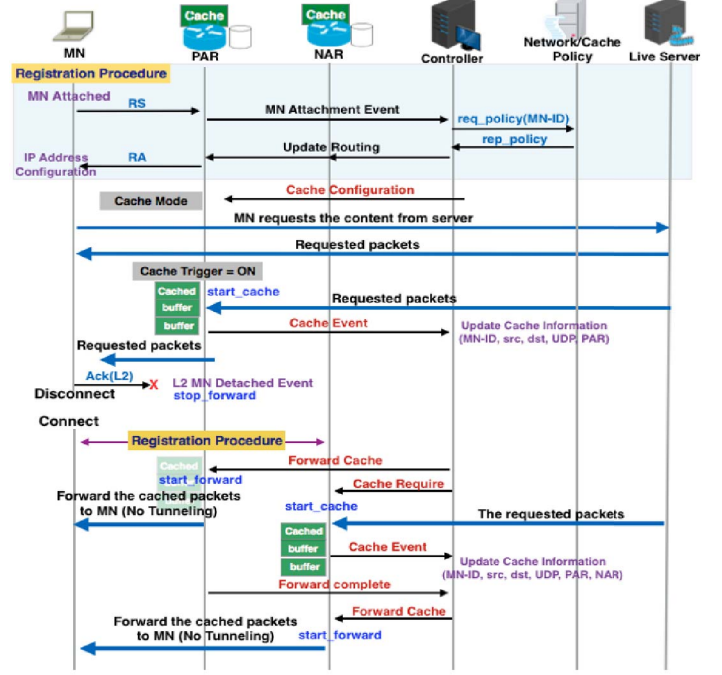 Cache
Cache
MN
PAR
NAR
Controller
Network/Cache
Policy
Live Server
Registration Procedure
MN Attached
RS
MN Attachment Event
req_policy(MN-ID)
rep_policy
Update Routing
IP Address
Configuration
RA
Cache Configuration
Cache Mode
MN requests the content from server
Requested packets
Cache Trigger = ON
Cached
start_cache
Requested packets
buffer
buffer
Cache Event
Update Cache Information
(MN-ID, src, dst, UDP, PAR)
Requested packets
Ack(L2)
X
L2 MN Detached Event
Disconnect
stop_forward
Connect
Registration Procedure
Cached
Forward Cache
start_forward
Cache Require
Forward the cached packets
to MN (No Tunneling)
start_cache
The requested packets
Cached
buffer
Cache Event
buffer
Update Cache Information
(MN-ID, src, dst, UDP, PAR, NAR)
Forward complete
Forward Cache
Forward the cached packets
to MN (No Tunneling)
start_forward